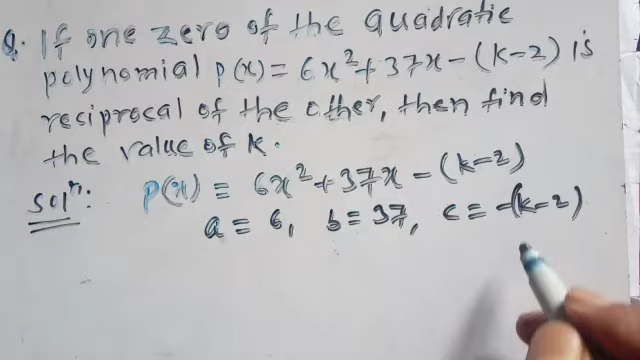 Q. If one zero of the quadratic
polynomial p(x) = 6x²+37x-(k-2) is
reciprocal of the other, then find
the value of k.
Solⁿ: p(x) = 6x²+37x-(k-2)
a = 6, b = 37, c = -(k-2)